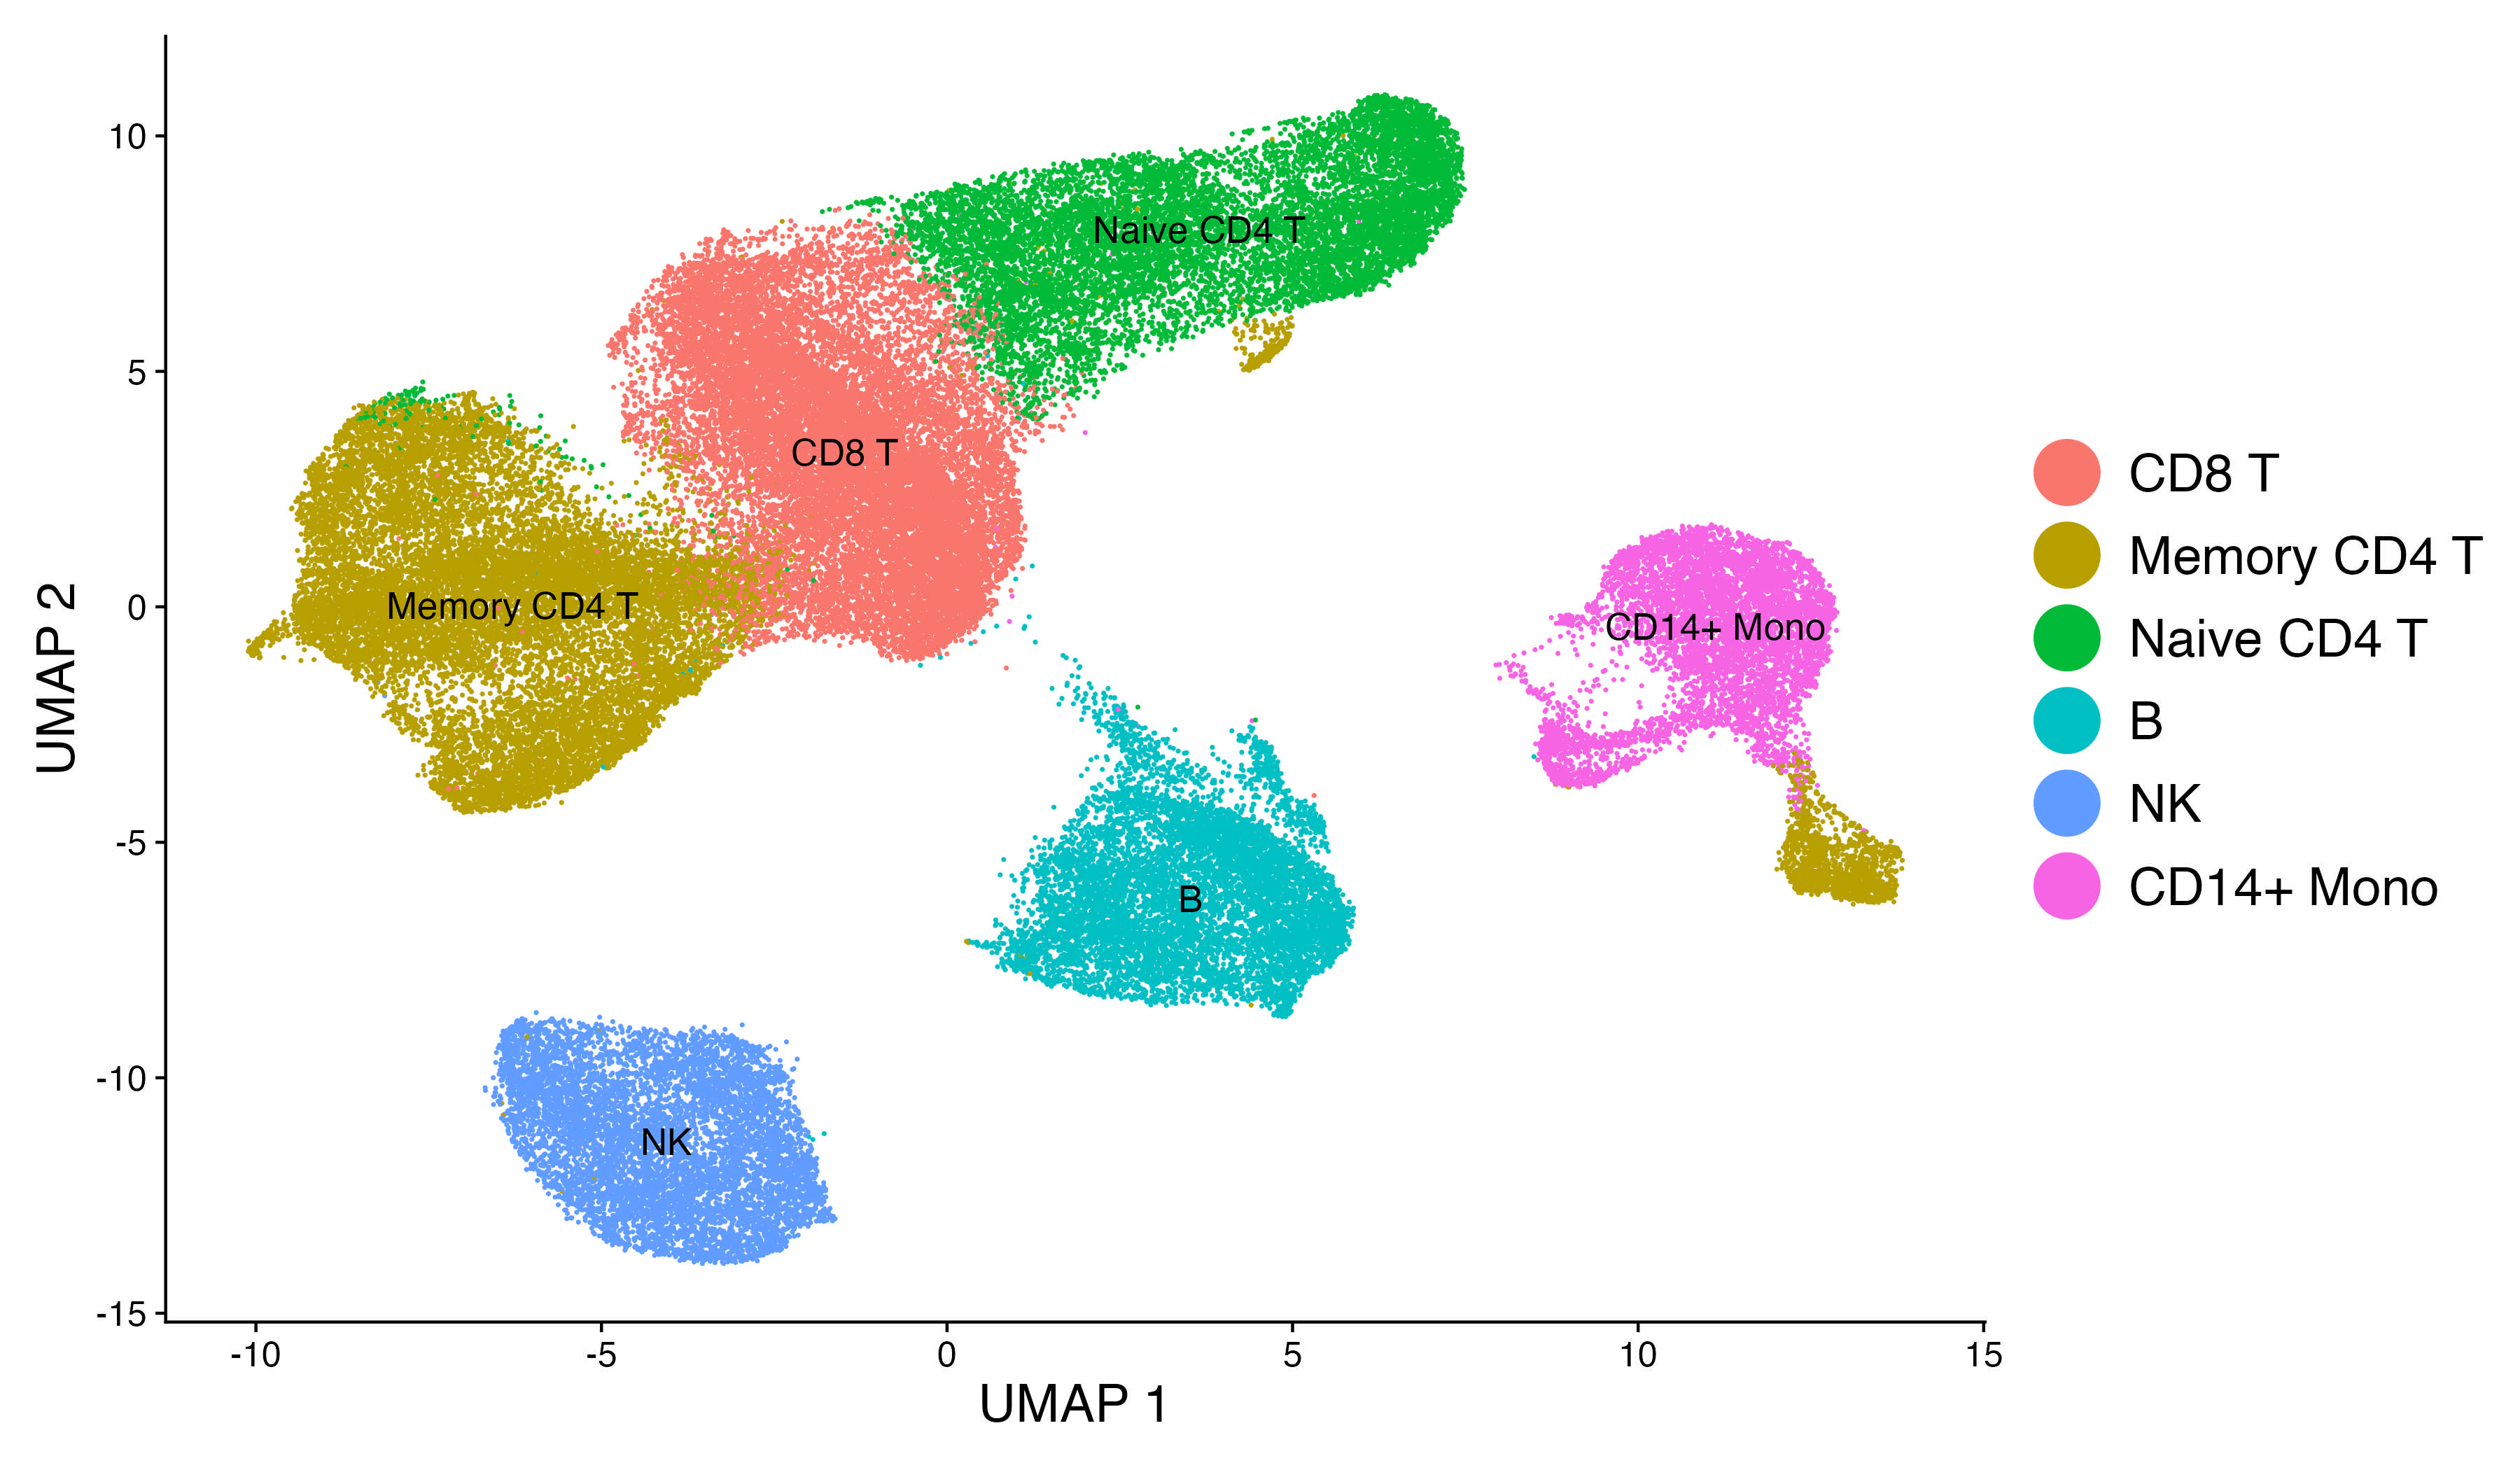 10
5
0
-5
-10
-15
UMAP 2
Naive CD4 T
CD8 T
Memory CD4 T
CD14+ Mono
B
NK
-10
-5
0
5
10
15
UMAP 1
CD8 T
Memory CD4 T
Naive CD4 T
B
NK
CD14+ Mono